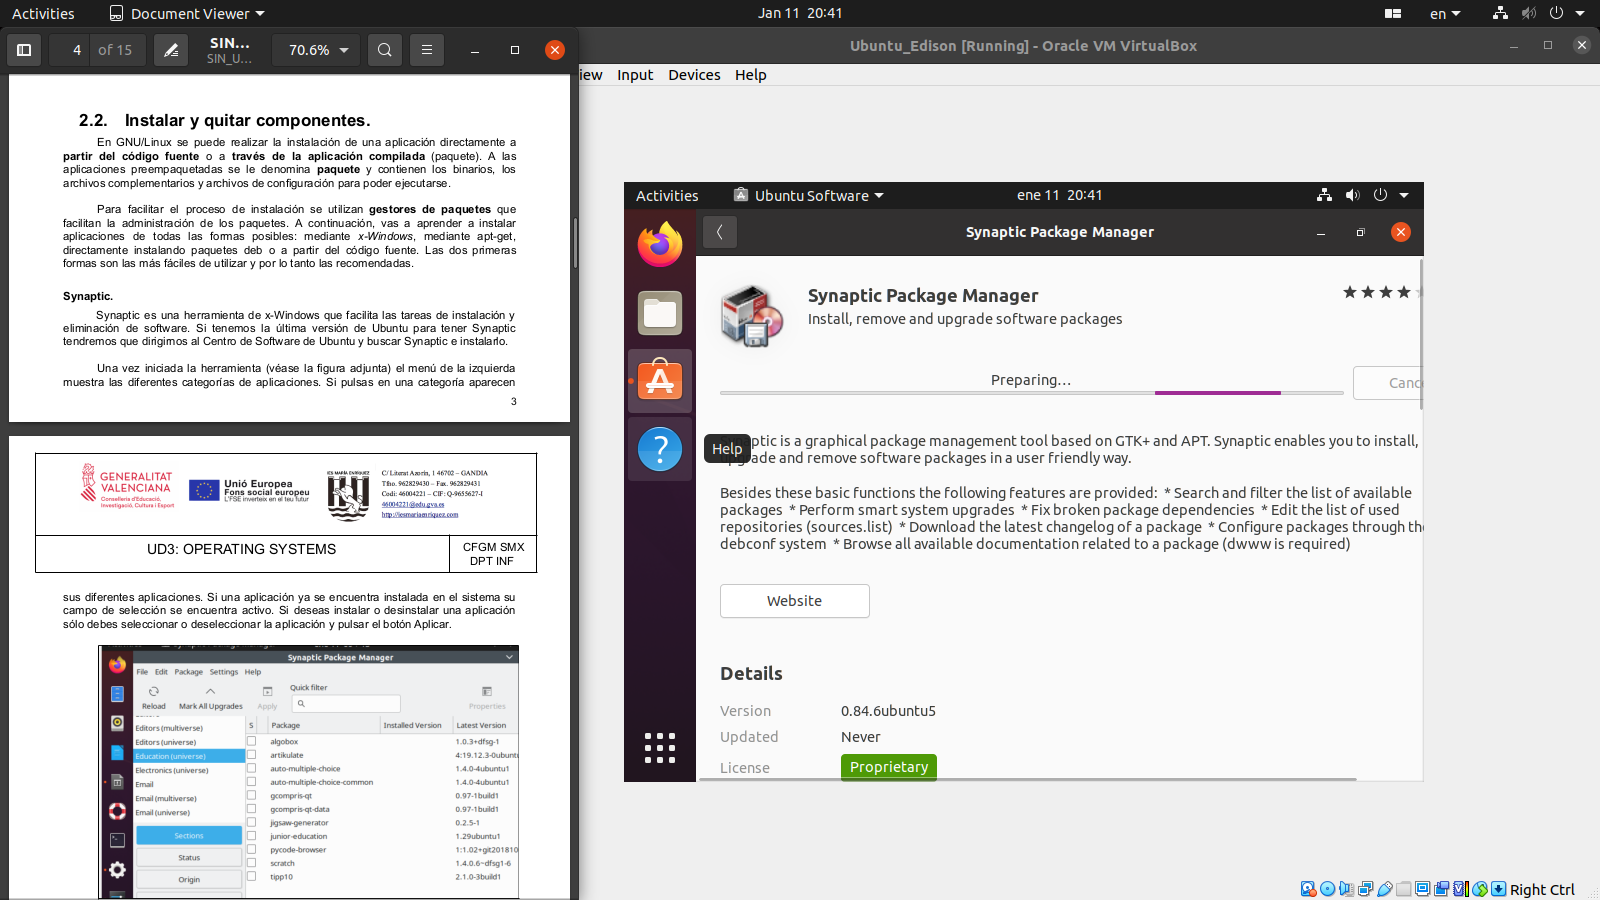 Activities
Document Viewer
Jan 11 20:41
en
4
of 15
SIN...
SIN_U...
70.6%
2.2. Instalar y quitar componentes.
En GNU/Linux se puede realizar la instalación de una aplicación directamente a
partir del código fuente o a través de la aplicación compilada (paquete). A las
aplicaciones preempaquetadas se le denomina paquete y contienen los binarios, los
archivos complementarios y archivos de configuración para poder ejecutarse.
Para facilitar el proceso de instalación se utilizan gestores de paquetes que
facilitan la administración de los paquetes. A continuación, vas a aprender a instalar
aplicaciones de todas las formas posibles: mediante x-Windows, mediante apt-get,
directamente instalando paquetes deb o a partir del código fuente. Las dos primeras
formas son las más fáciles de utilizar y por lo tanto las recomendadas.
Synaptic.
Synaptic es una herramienta de x-Windows que facilita las tareas de instalación y
eliminación de software. Si tenemos la última versión de Ubuntu para tener Synaptic
tendremos que dirigirnos al Centro de Software de Ubuntu y buscar Synaptic e instalarlo.
Una vez iniciada la herramienta (véase la figura adjunta) el menú de la izquierda
muestra las diferentes categorías de aplicaciones. Si pulsas en una categoría aparecen
3
GENERALITAT
VALENCIANA
Conselleria d'Educació,
Investigació, Cultura i Esport
Unió Europea
Fons social europeu
L'FSE inverteix en el teu futur
IES MARÍA ENRÍQUEZ
C/ Literat Azorín, 1 46702 – GANDIA
Tfno. 962829430 – Fax. 962829431
Codi: 46004221 – CIF: Q-9655627-I
46004221@edu.gva.es
http://iesmariaenriquez.com
UD3: OPERATING SYSTEMS
CFGM SMX
DPT INF
sus diferentes aplicaciones. Si una aplicación ya se encuentra instalada en el sistema su
campo de selección se encuentra activo. Si deseas instalar o desinstalar una aplicación
sólo debes seleccionar o deseleccionar la aplicación y pulsar el botón Aplicar.
Synaptic Package Manager
File Edit Package Settings Help
Quick filter
Reload Mark All Upgrades Apply Properties
S Package Installed Version Latest Version
Editors (multiverse)
Editors (universe)
Education (universe)
Electronics (universe)
Email
Email (multiverse)
Email (universe)
Sections
Status
Origin
algobox 1.0.3+dfsg-1
artikulate 4:19.12.3-0ubunt
auto-multiple-choice 1.4.0-4ubuntu1
auto-multiple-choice-common 1.4.0-4ubuntu1
gcompris-qt 0.97-1build1
gcompris-qt-data 0.97-1build1
jigsaw-generator 0.2.5-1
junior-education 1.29ubuntu1
pycode-browser 1:1.02+git201810
scratch 1.4.0.6~dfsg1-6
tipp10 2.1.0-3build1
Ubuntu_Edison [Running] - Oracle VM VirtualBox
iew Input Devices Help
Activities
Ubuntu Software
ene 11 20:41
Synaptic Package Manager
Synaptic Package Manager
Install, remove and upgrade software packages
Preparing…
Canc
Help
ptic is a graphical package management tool based on GTK+ and APT. Synaptic enables you to install,
grade and remove software packages in a user friendly way.
Besides these basic functions the following features are provided: * Search and filter the list of available
packages * Perform smart system upgrades * Fix broken package dependencies * Edit the list of used
repositories (sources.list) * Download the latest changelog of a package * Configure packages through th
debconf system * Browse all available documentation related to a package (dwww is required)
Website
Details
Version 0.84.6ubuntu5
Updated Never
License Proprietary
Right Ctrl